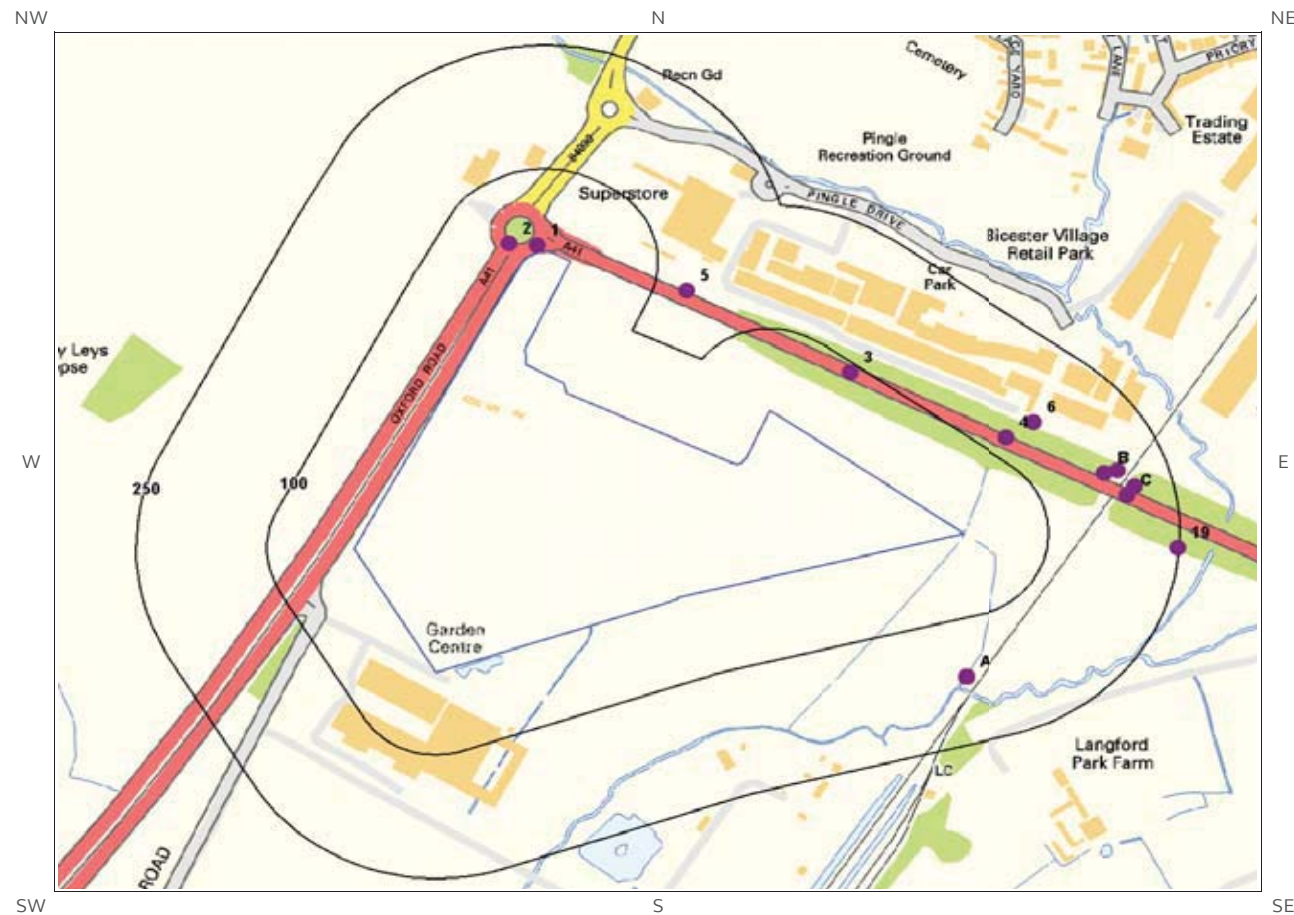 NW
N
NE
Cemetery
YARD
LANE
PRIORY
Recn Gd
Trading
Estate
Pingle
Recreation Ground
B4030
Superstore
PINGLE DRIVE
2
1
A41
A41
Bicester Village
Retail Park
Car
Park
5
y Leys
pse
3
OXFORD ROAD
6
4
W
B
E
250
100
C
19
Garden
Centre
A
Langford
Park Farm
LC
ROAD
SW
S
SE